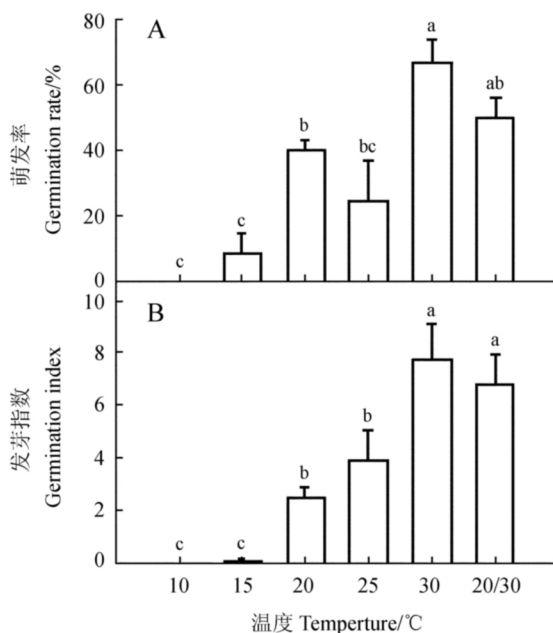 A
80
60
40
20
0
萌发率
Germination rate/%
c
c
b
bc
a
ab
B
10
8
6
4
2
0
发芽指数
Germination index
c
c
b
b
a
a
10 15 20 25 30 20/30
温度 Temperture/℃